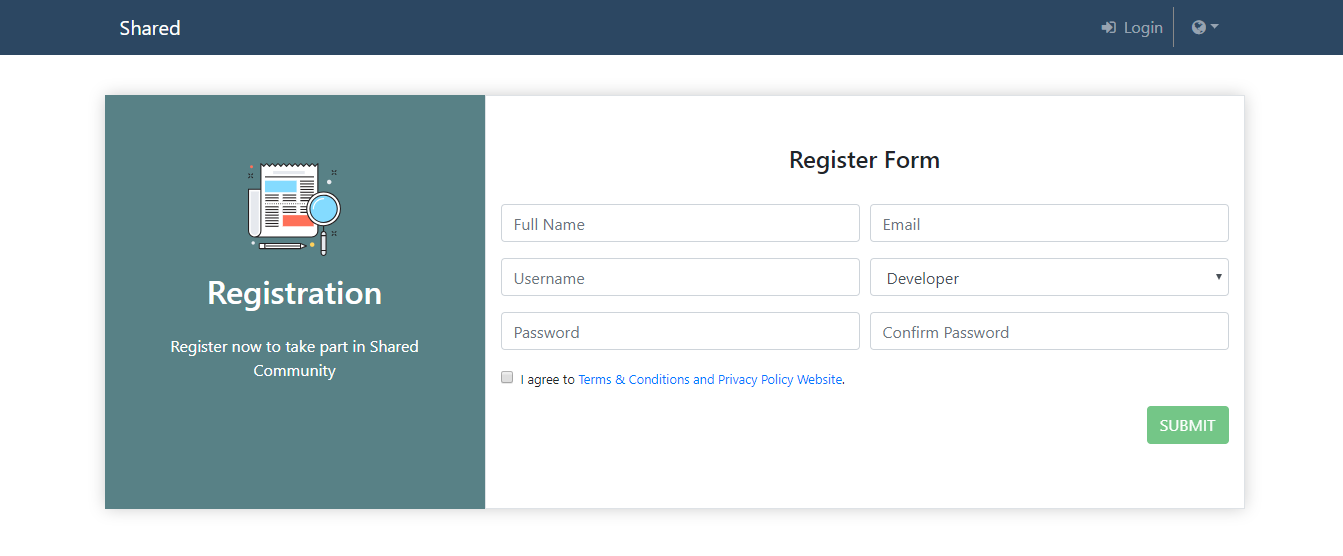 Shared
Login
Registration
Register now to take part in Shared
Community
Register Form
Full Name
Email
Username
Developer
Password
Confirm Password
I agree to Terms & Conditions and Privacy Policy Website.
SUBMIT